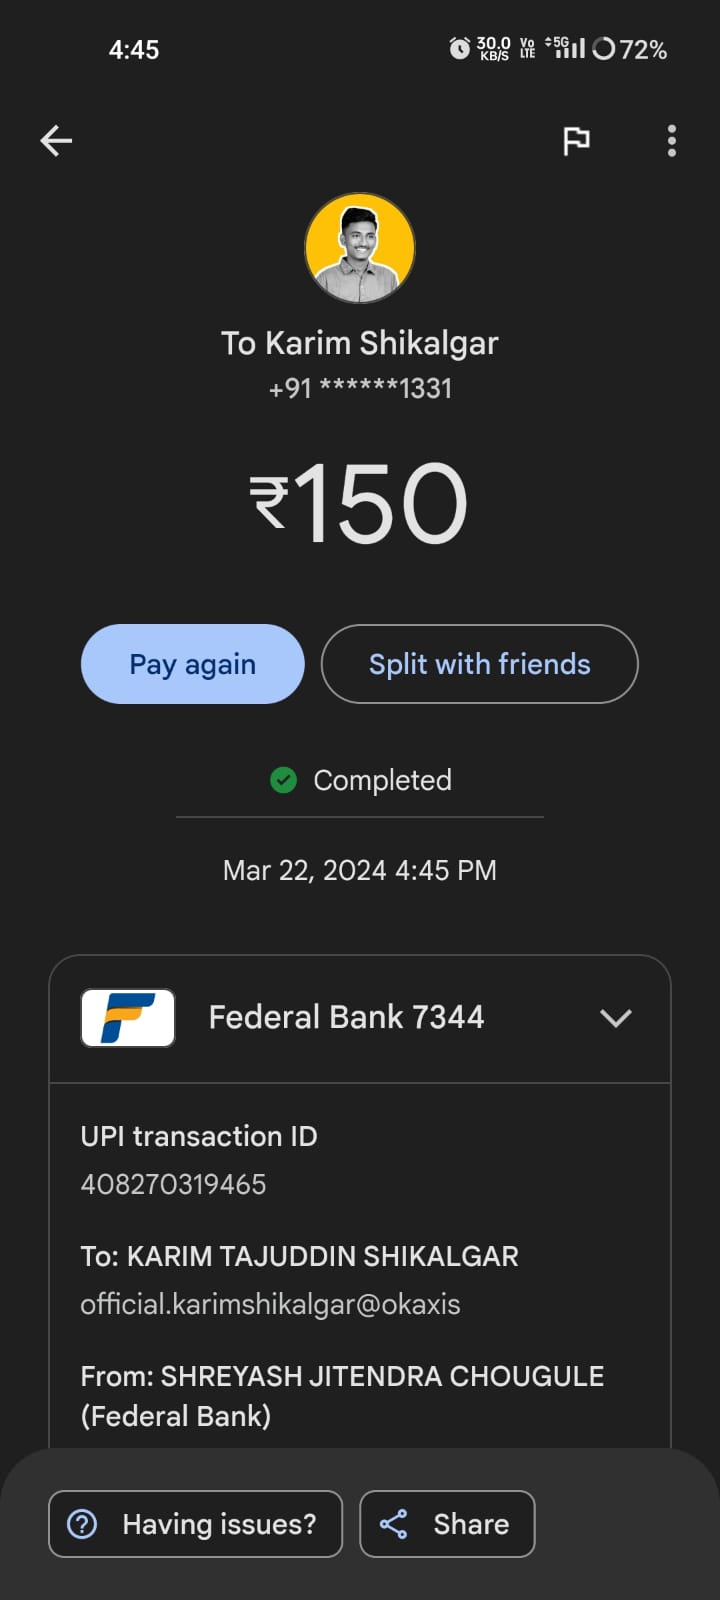 4:45
30.0 KB/S Vo LTE 5G 72%
To Karim Shikalgar
+91 ******1331
₹150
Pay again Split with friends
Completed
Mar 22, 2024 4:45 PM
Federal Bank 7344
UPI transaction ID
408270319465
To: KARIM TAJUDDIN SHIKALGAR
official.karimshikalgar@okaxis
From: SHREYASH JITENDRA CHOUGULE
(Federal Bank)
Having issues? Share